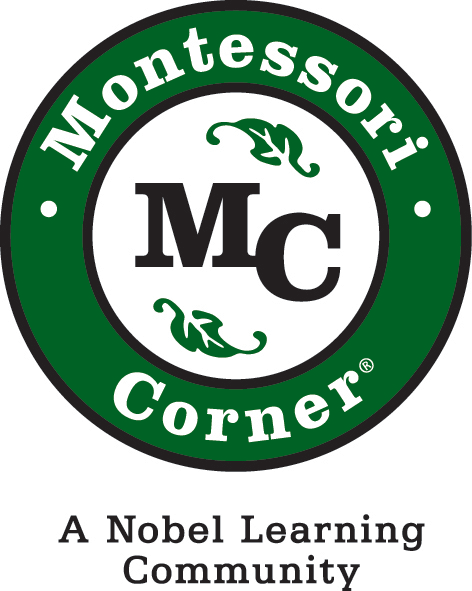 Montessori
MC
Corner®
A Nobel Learning
Community